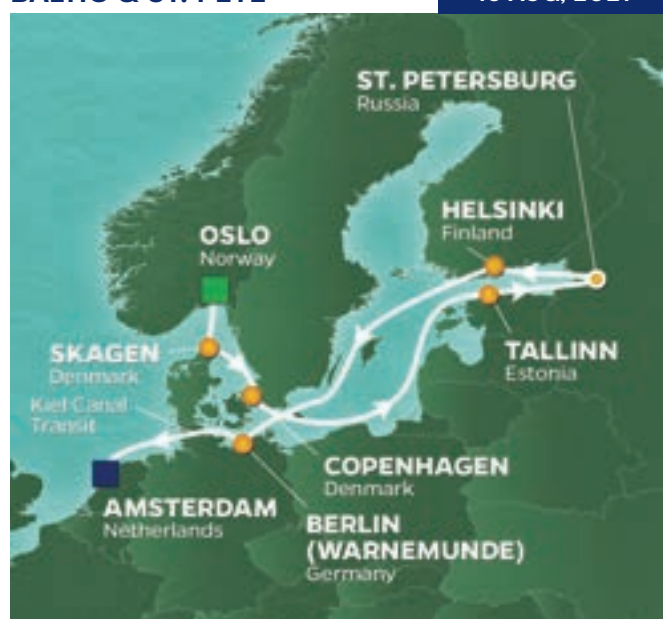 ST. PETERSBURG
Russia
HELSINKI
Finland
OSLO
Norway
TALLINN
Estonia
SKAGEN
Denmark
Kiel Canal
Transit
COPENHAGEN
Denmark
AMSTERDAM
Netherlands
BERLIN
(WARNEMUNDE)
Germany